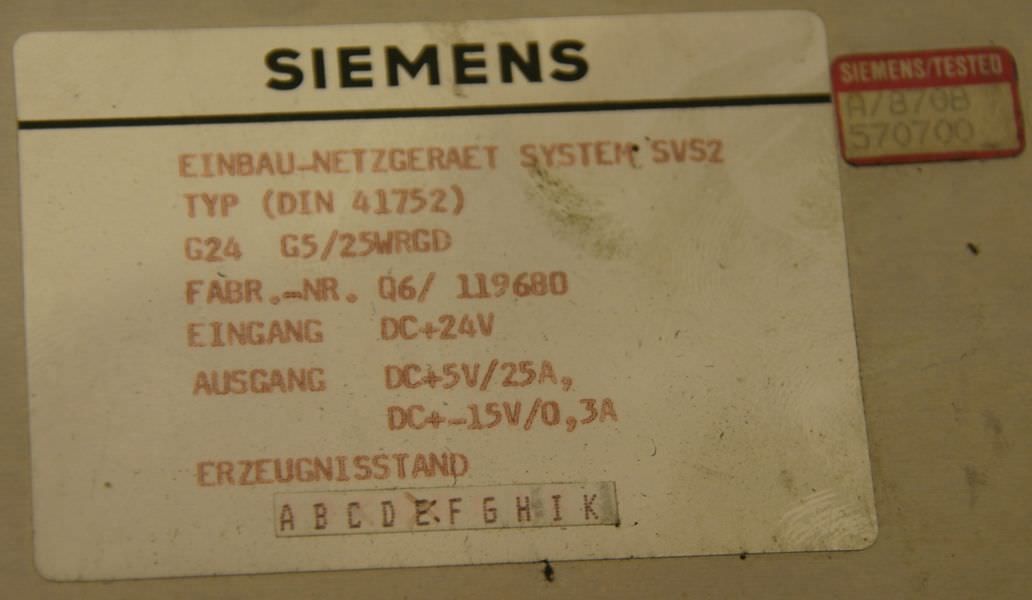 SIEMENS
SIEMENS/TESTED
A/870B
570700
EINBAU-NETZGERAET SYSTEM SVS2
TYP (DIN 41752)
G24 G5/25WRGD
FABR.-NR. Q6/ 119680
EINGANG DC+24V
AUSGANG DC+5V/25A,
DC+-15V/0,3A
ERZEUGNISSTAND
A B C D E F G H I K